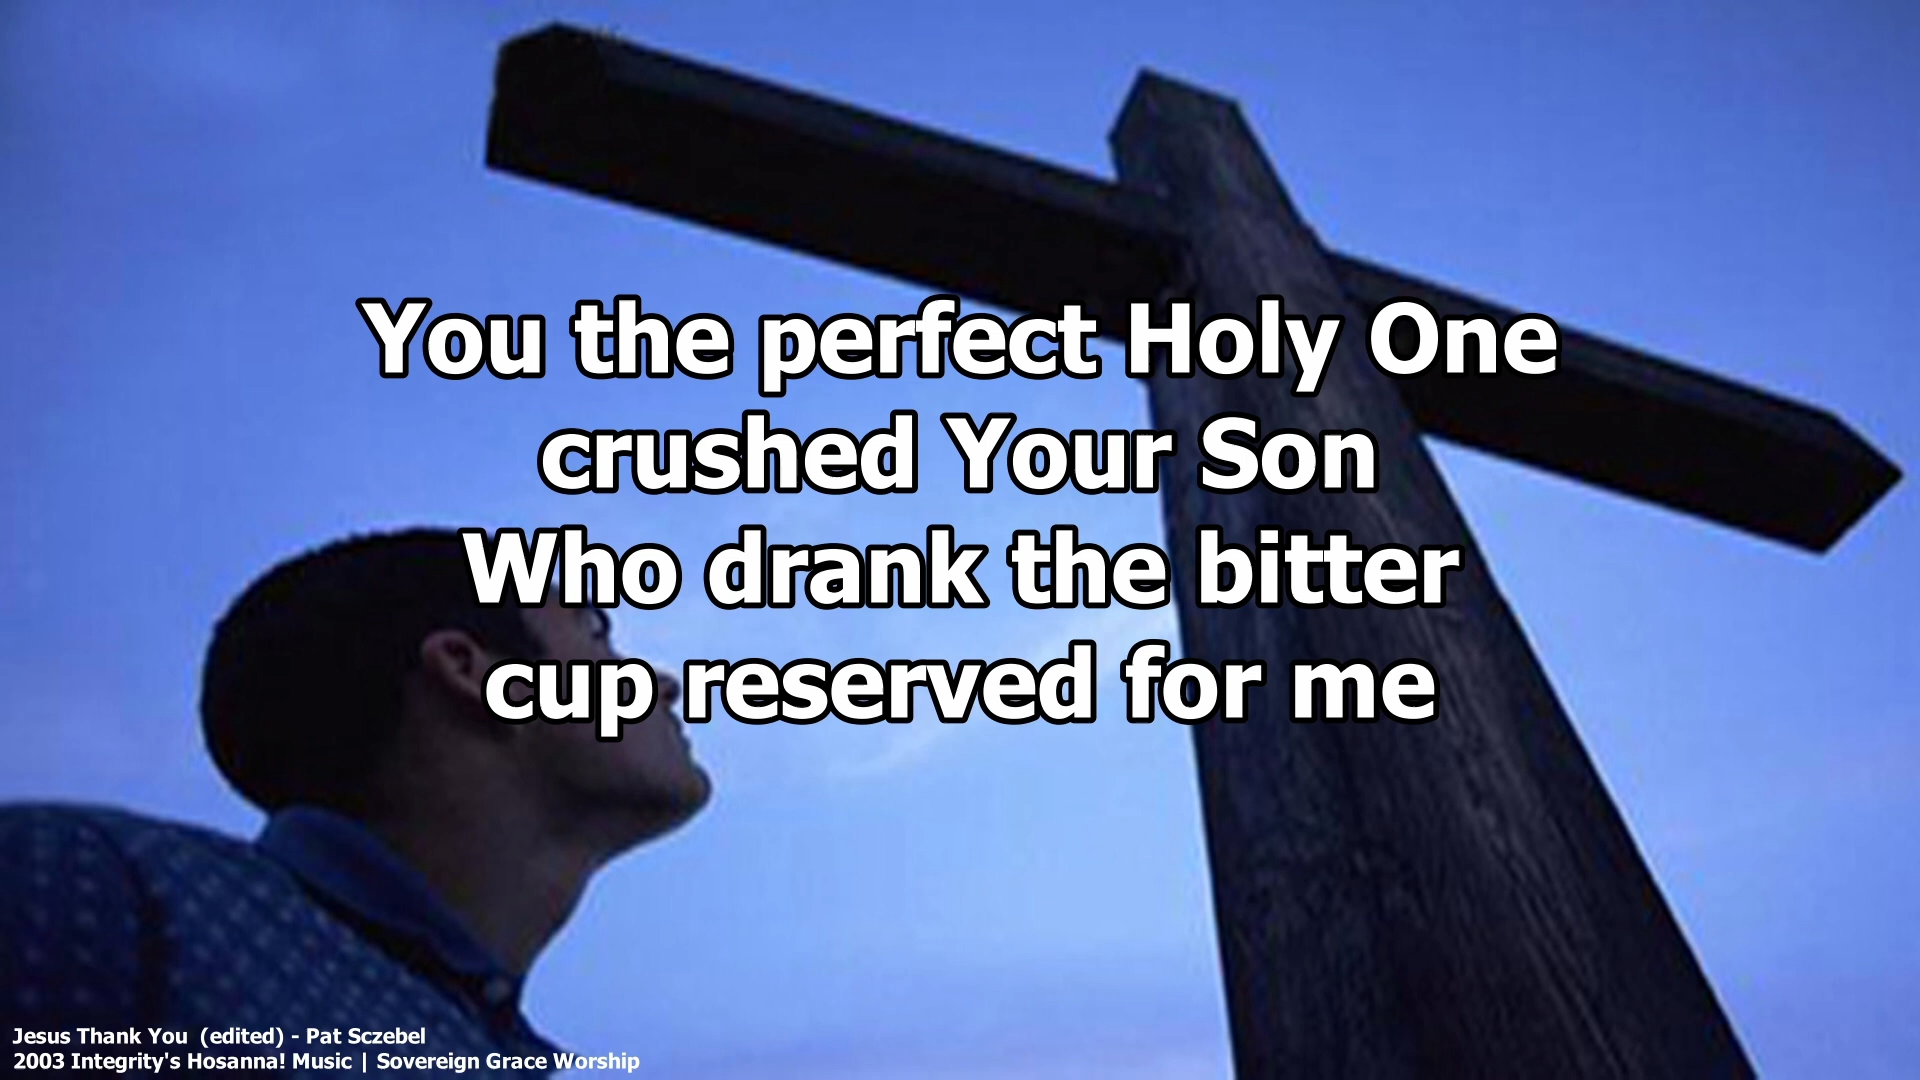 You the perfect Holy One
crushed Your Son
Who drank the bitter
cup reserved for me
Jesus Thank You  (edited) - Pat Sczebel
2003 Integrity's Hosanna! Music | Sovereign Grace Worship